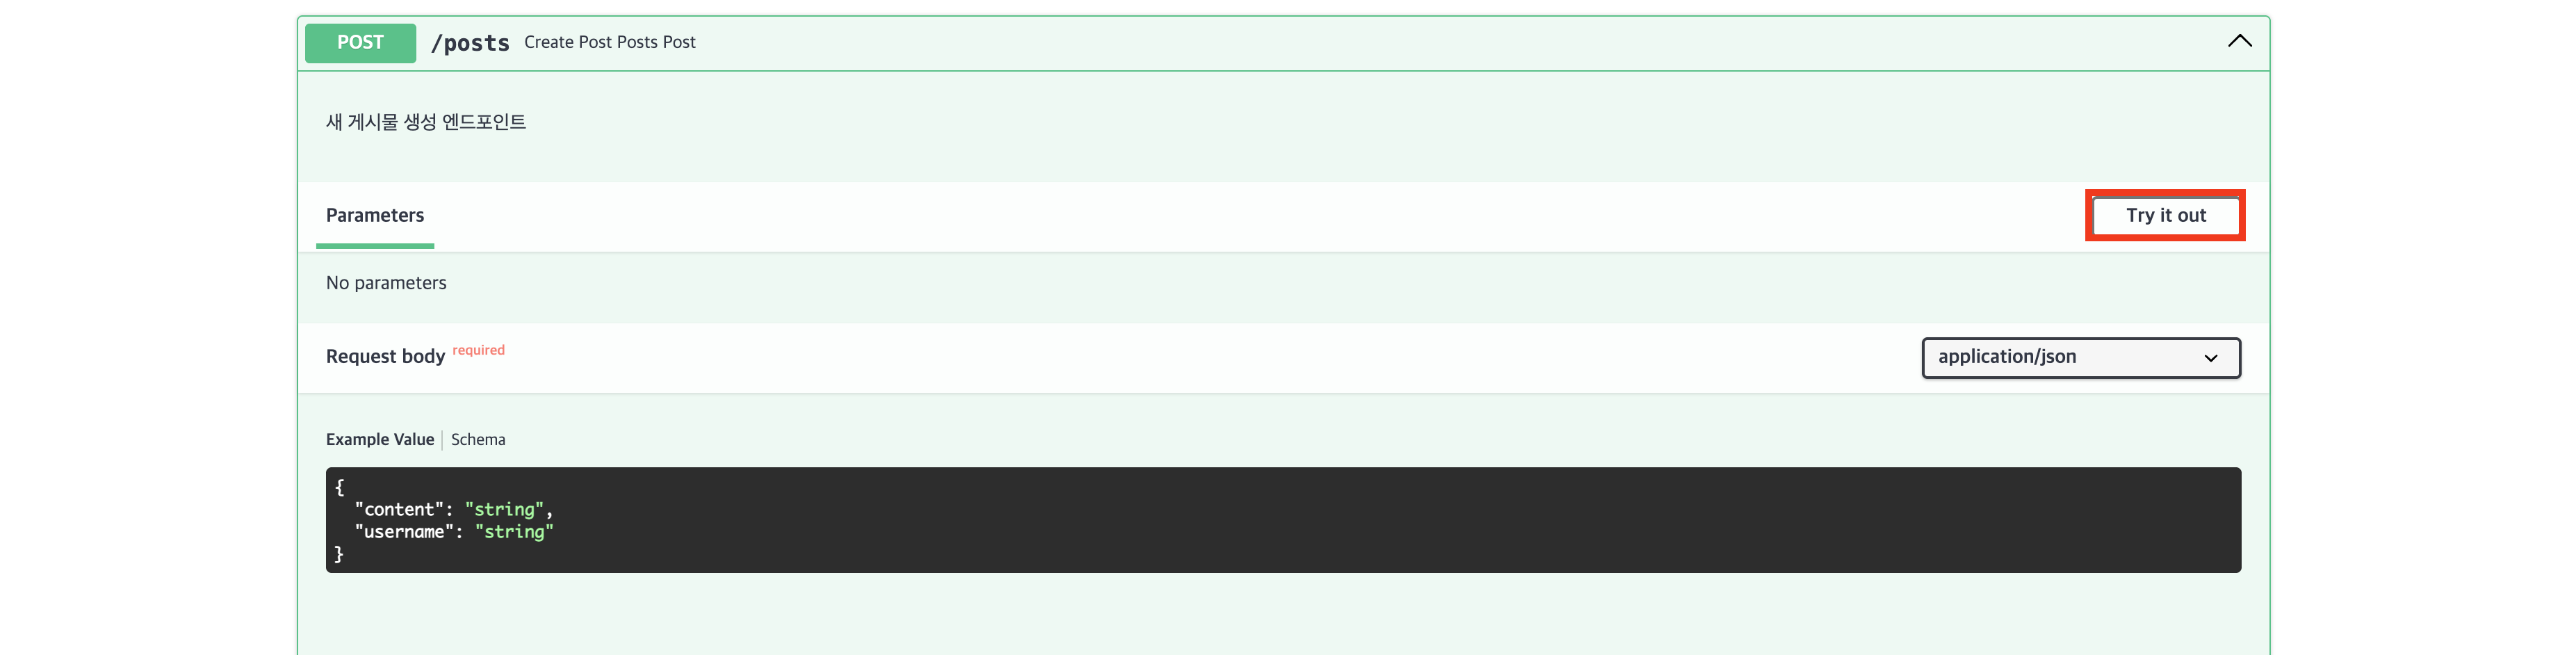 POST /posts Create Post Posts Post
새 게시물 생성 엔드포인트
Parameters Try it out
No parameters
Request body required application/json
Example Value Schema
{
"content": "string",
"username": "string"
}